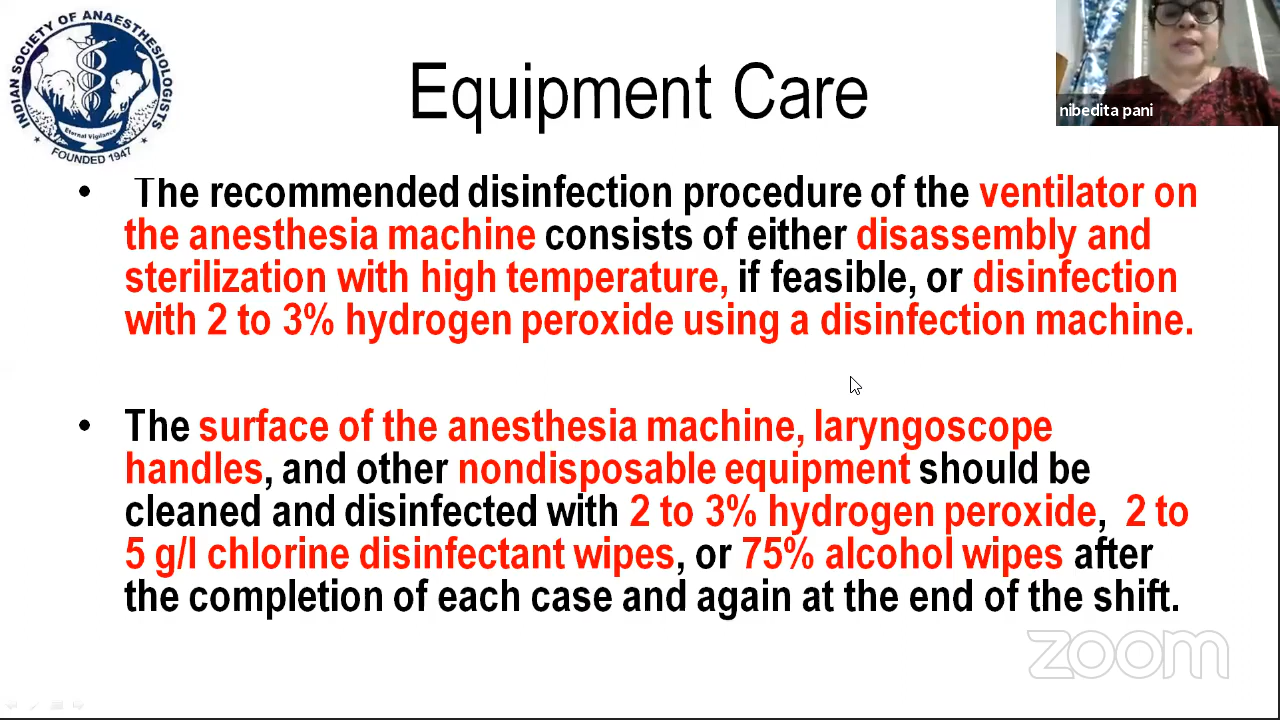 INDIAN SOCIETY OF ANAESTHESIOLOGISTS
Eternal Vigilance
FOUNDED 1947
Equipment Care
nibedita pani
• The recommended disinfection procedure of the ventilator on
the anesthesia machine consists of either disassembly and
sterilization with high temperature, if feasible, or disinfection
with 2 to 3% hydrogen peroxide using a disinfection machine.
• The surface of the anesthesia machine, laryngoscope
handles, and other nondisposable equipment should be
cleaned and disinfected with 2 to 3% hydrogen peroxide, 2 to
5 g/l chlorine disinfectant wipes, or 75% alcohol wipes after
the completion of each case and again at the end of the shift.
zoom